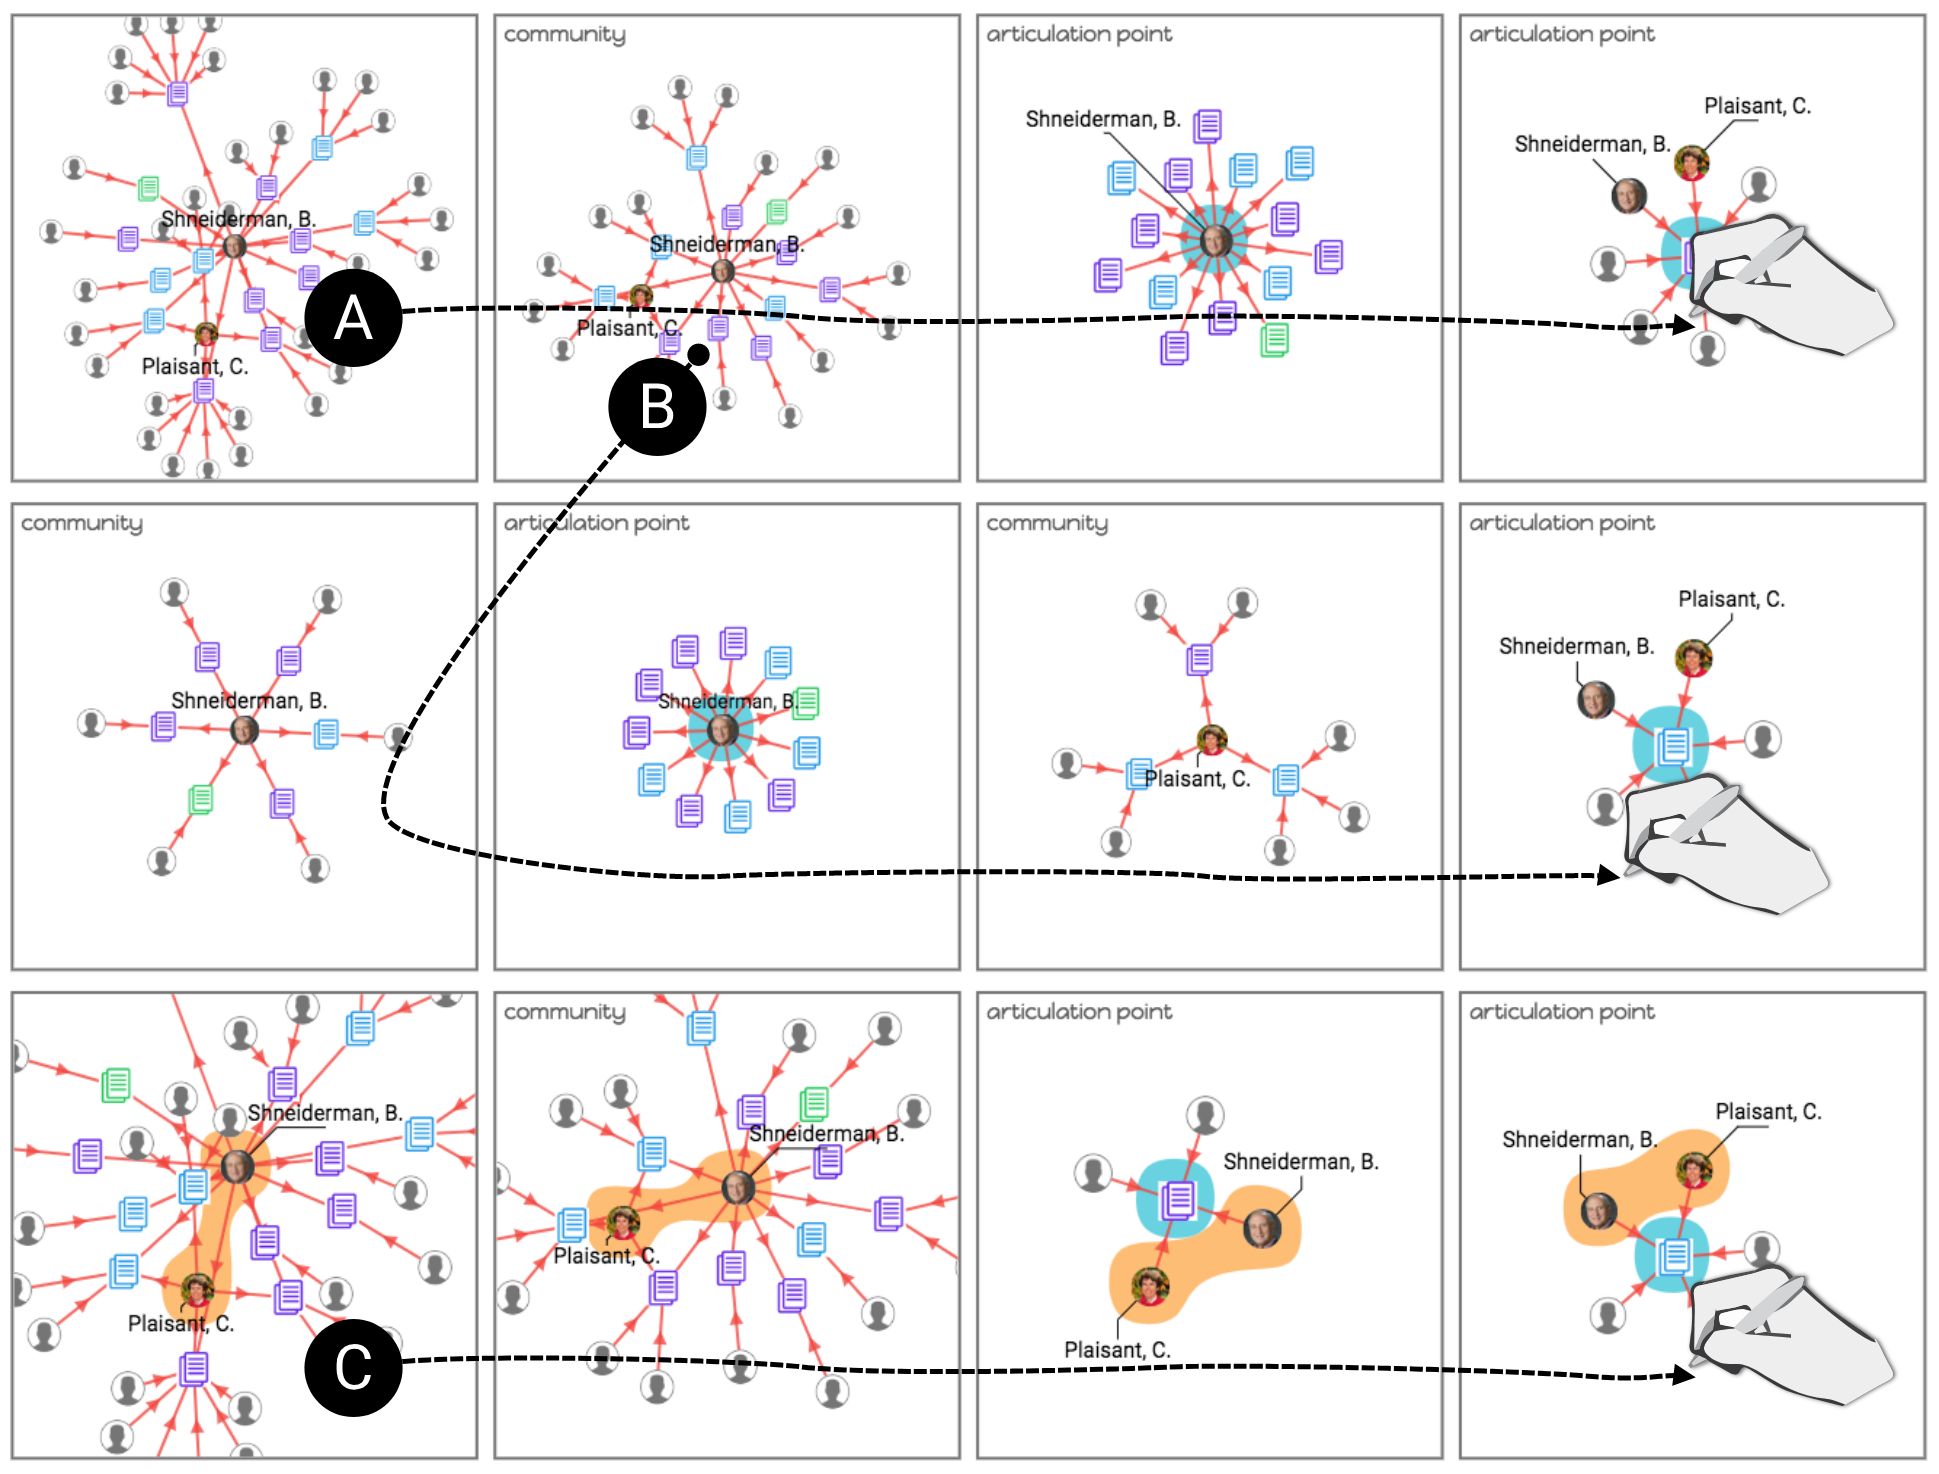 Shneiderman, B.
Plaisant, C.
A
community
Shneiderman, B.
Plaisant, C.
B
articulation point
Shneiderman, B.
articulation point
Plaisant, C.
Shneiderman, B.
community
Shneiderman, B.
articulation point
Shneiderman, B.
community
Plaisant, C.
articulation point
Plaisant, C.
Shneiderman, B.
Shneiderman, B.
Plaisant, C.
C
community
Shneiderman, B.
Plaisant, C.
articulation point
Shneiderman, B.
Plaisant, C.
articulation point
Plaisant, C.
Shneiderman, B.